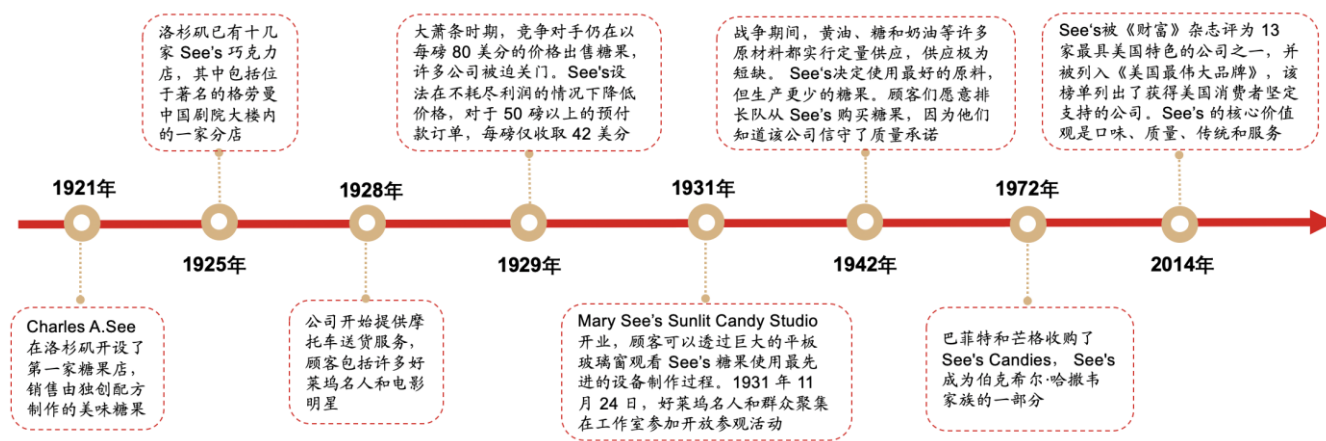 洛杉矶已有十几
家 See's 巧克力
店，其中包括位
于著名的格劳曼
中国剧院大楼内
的一家分店
大萧条时期，竞争对手仍在以
每磅 80 美分的价格出售糖果，
许多公司被迫关门。See's设
法在不耗尽利润的情况下降低
价格，对于 50 磅以上的预付
款订单，每磅仅收取 42 美分
战争期间，黄油、糖和奶油等许多
原材料都实行定量供应，供应极为
短缺。 See's决定使用最好的原料，
但生产更少的糖果。顾客们愿意排
长队从 See's 购买糖果，因为他们
知道该公司信守了质量承诺
See's被《财富》杂志评为 13
家最具美国特色的公司之一，并
被列入《美国最伟大品牌》，该
榜单列出了获得美国消费者坚定
支持的公司。See's 的核心价值
观是口味、质量、传统和服务
1921年
1928年
1931年
1972年
1925年
1929年
1942年
2014年
Charles A.See
在洛杉矶开设了
第一家糖果店，
销售由独创配方
制作的美味糖果
公司开始提供摩
托车送货服务，
顾客包括许多好
莱坞名人和电影
明星
Mary See's Sunlit Candy Studio
开业，顾客可以透过巨大的平板
玻璃窗观看 See's 糖果使用最先
进的设备制作过程。1931 年 11
月 24 日，好莱坞名人和群众聚集
在工作室参加开放参观活动
巴菲特和芒格收购了
See's Candies， See's
成为伯克希尔·哈撒韦
家族的一部分